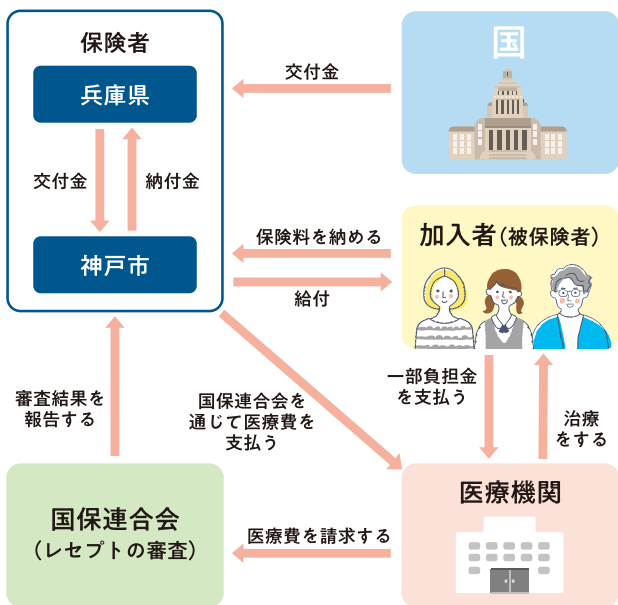 保険者
兵庫県
交付金
納付金
神戸市
国
交付金
保険料を納める
給付
加入者(被保険者)
審査結果を
報告する
国保連合会を
通じて医療費を
支払う
一部負担金
を支払う
治療
をする
国保連合会
(レセプトの審査)
医療費を請求する
医療機関